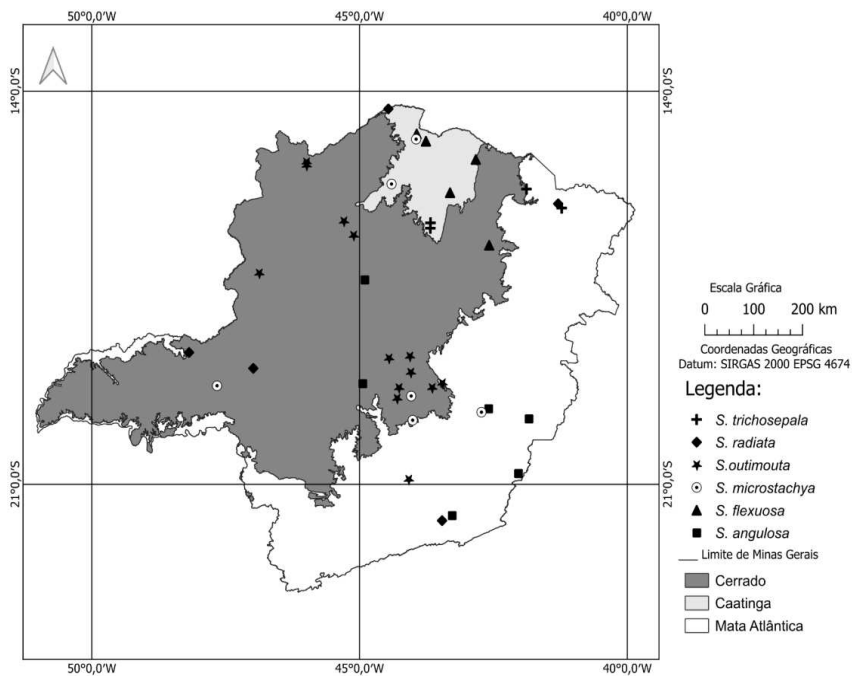 50°0,0'W 45°0,0'W 40°0,0'W
14°0,0'S 14°0,0'S
21°0,0'S 21°0,0'S
50°0,0'W 45°0,0'W 40°0,0'W
Escala Gráfica
0 100 200 km
Coordenadas Geográficas
Datum: SIRGAS 2000 EPSG 4674
Legenda:
S. trichosepala
S. radiata
S.outimouta
S. microstachya
S. flexuosa
S. angulosa
Limite de Minas Gerais
Cerrado
Caatinga
Mata Atlântica